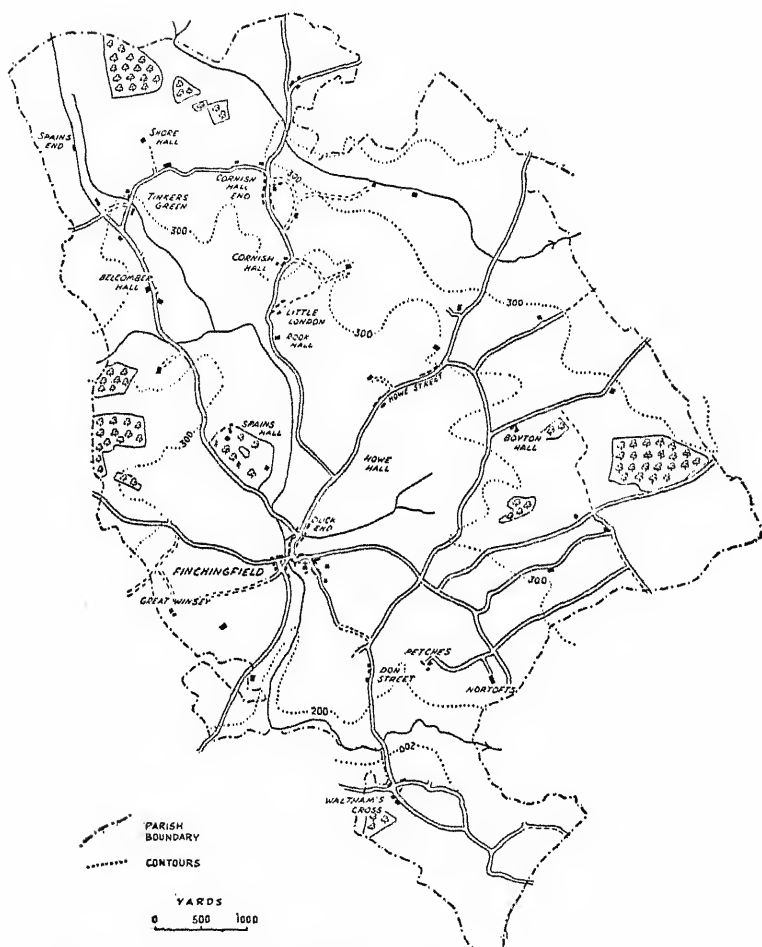 SPAINS
END
SHORE
HALL
CORNISH
HALL
END
300
TINKERS
GREEN
300
BELCOMBER
HALL
CORNISH
HALL
LITTLE
LONDON
ROOK
HALL
300
300
HOWE STREET
SPAINS
HALL
300
HOWE
HALL
BOYTON
HALL
DUCK
END
FINCHINGFIELD
300
GREAT WINSEY
PETCHES
DON
STREET
NORTOFTS
200
200
WALTHAM'S
CROSS
PARISH
BOUNDARY
CONTOURS
YARDS
0 500 1000